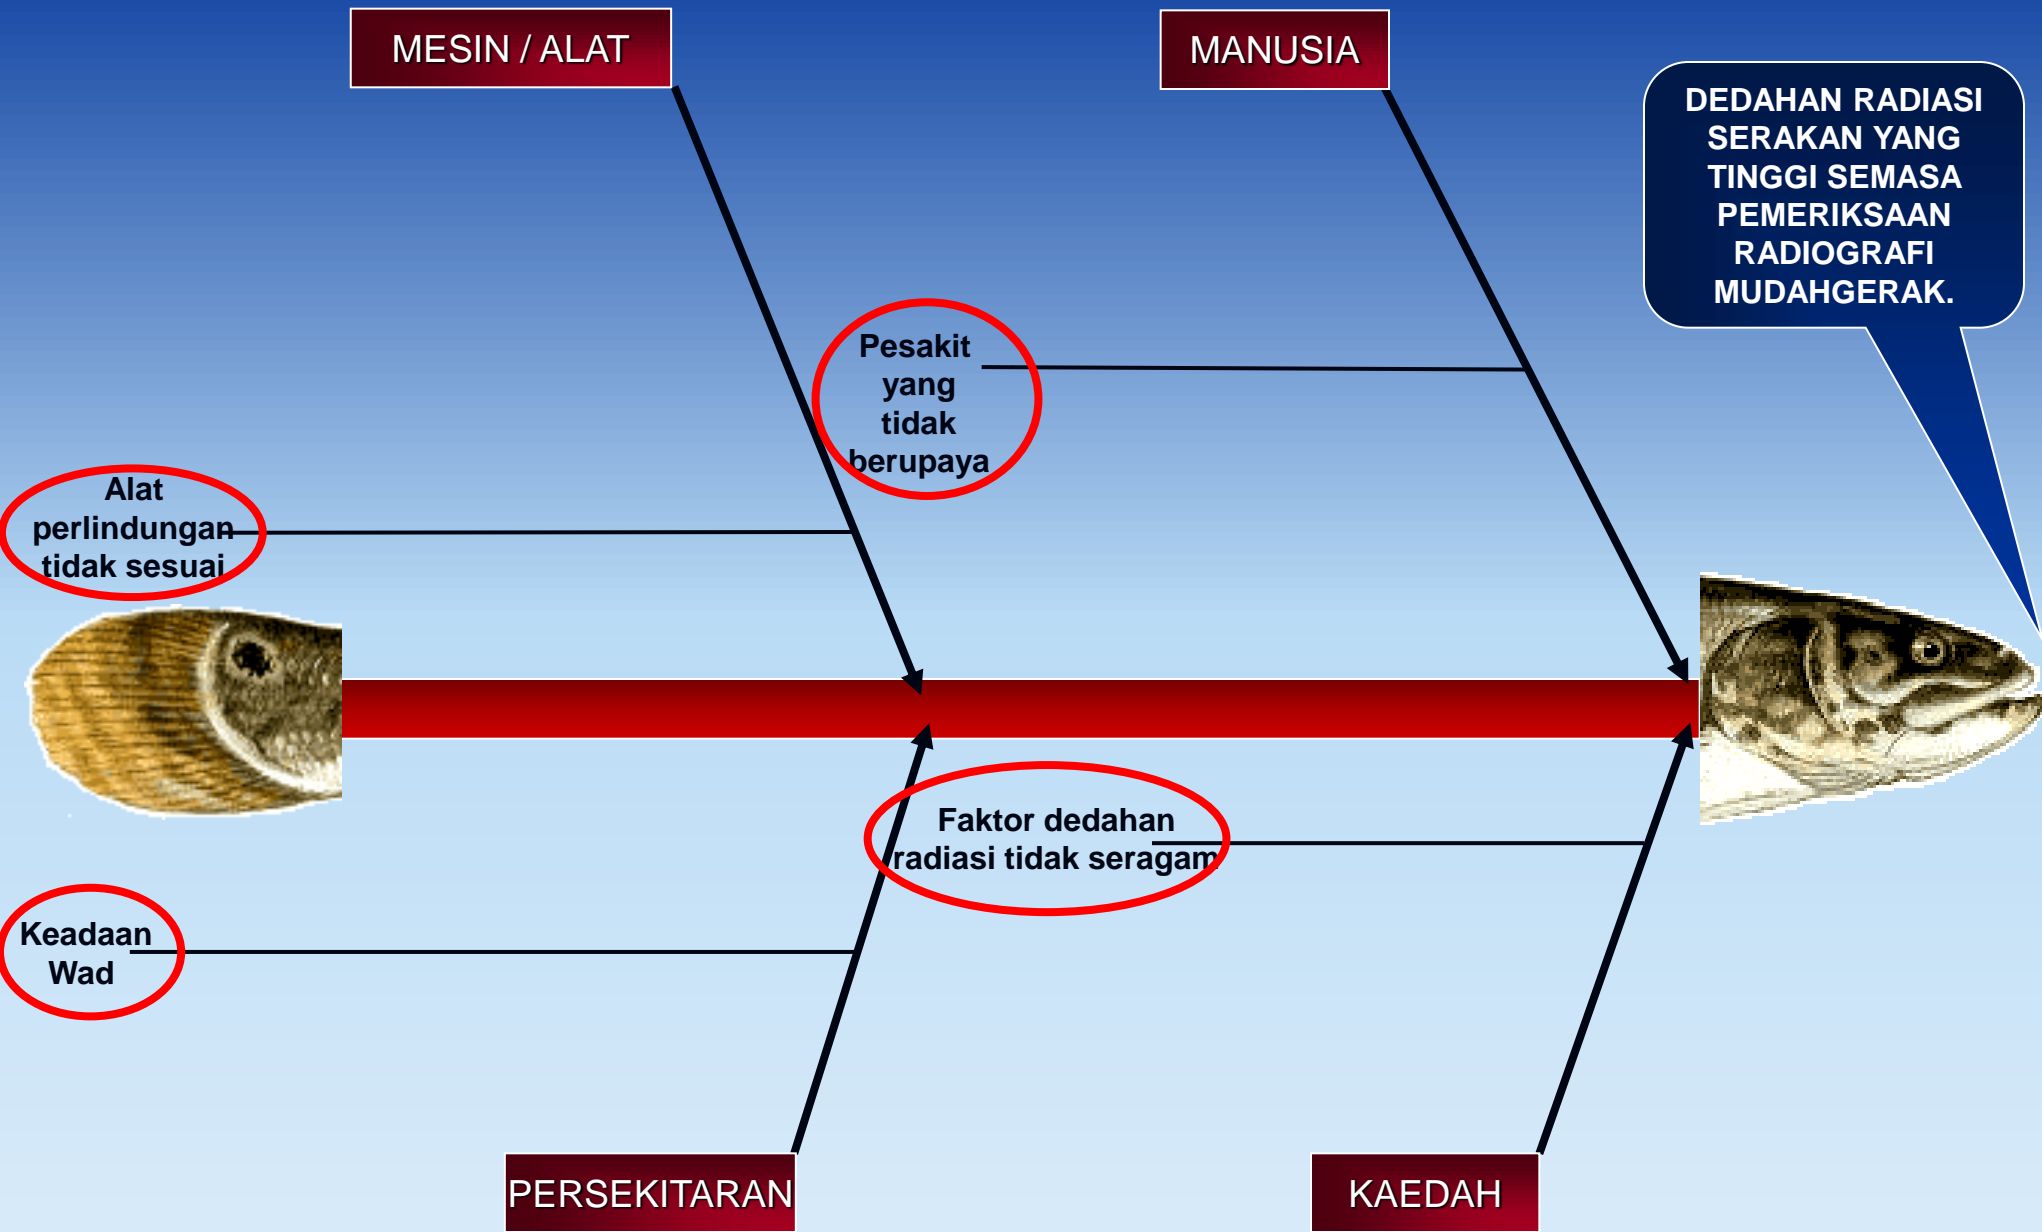 MESIN / ALAT
MANUSIA
DEDAHAN RADIASI
SERAKAN YANG
TINGGI SEMASA
PEMERIKSAAN
RADIOGRAFI
MUDAHGERAK.
Pesakit
yang
tidak
berupaya
Alat
perlindungan
tidak sesuai
Faktor dedahan
radiasi tidak seragam
Keadaan
Wad
PERSEKITARAN
KAEDAH